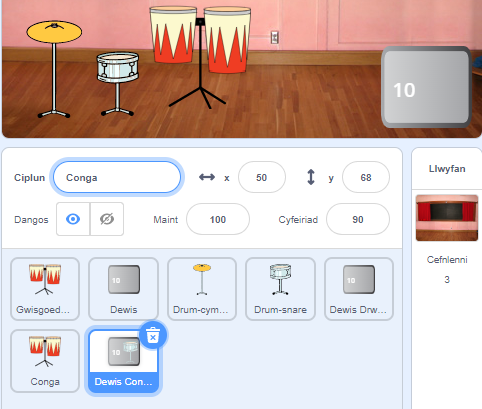 10
Ciplun Conga x 50 y 68
Dangos Maint 100 Cyfeiriad 90
Llwyfan
Cefnlenni
3
Gwisgoed... Dewis Drum-cym... Drum-snare Dewis Drw...
10
Conga Dewis Con...